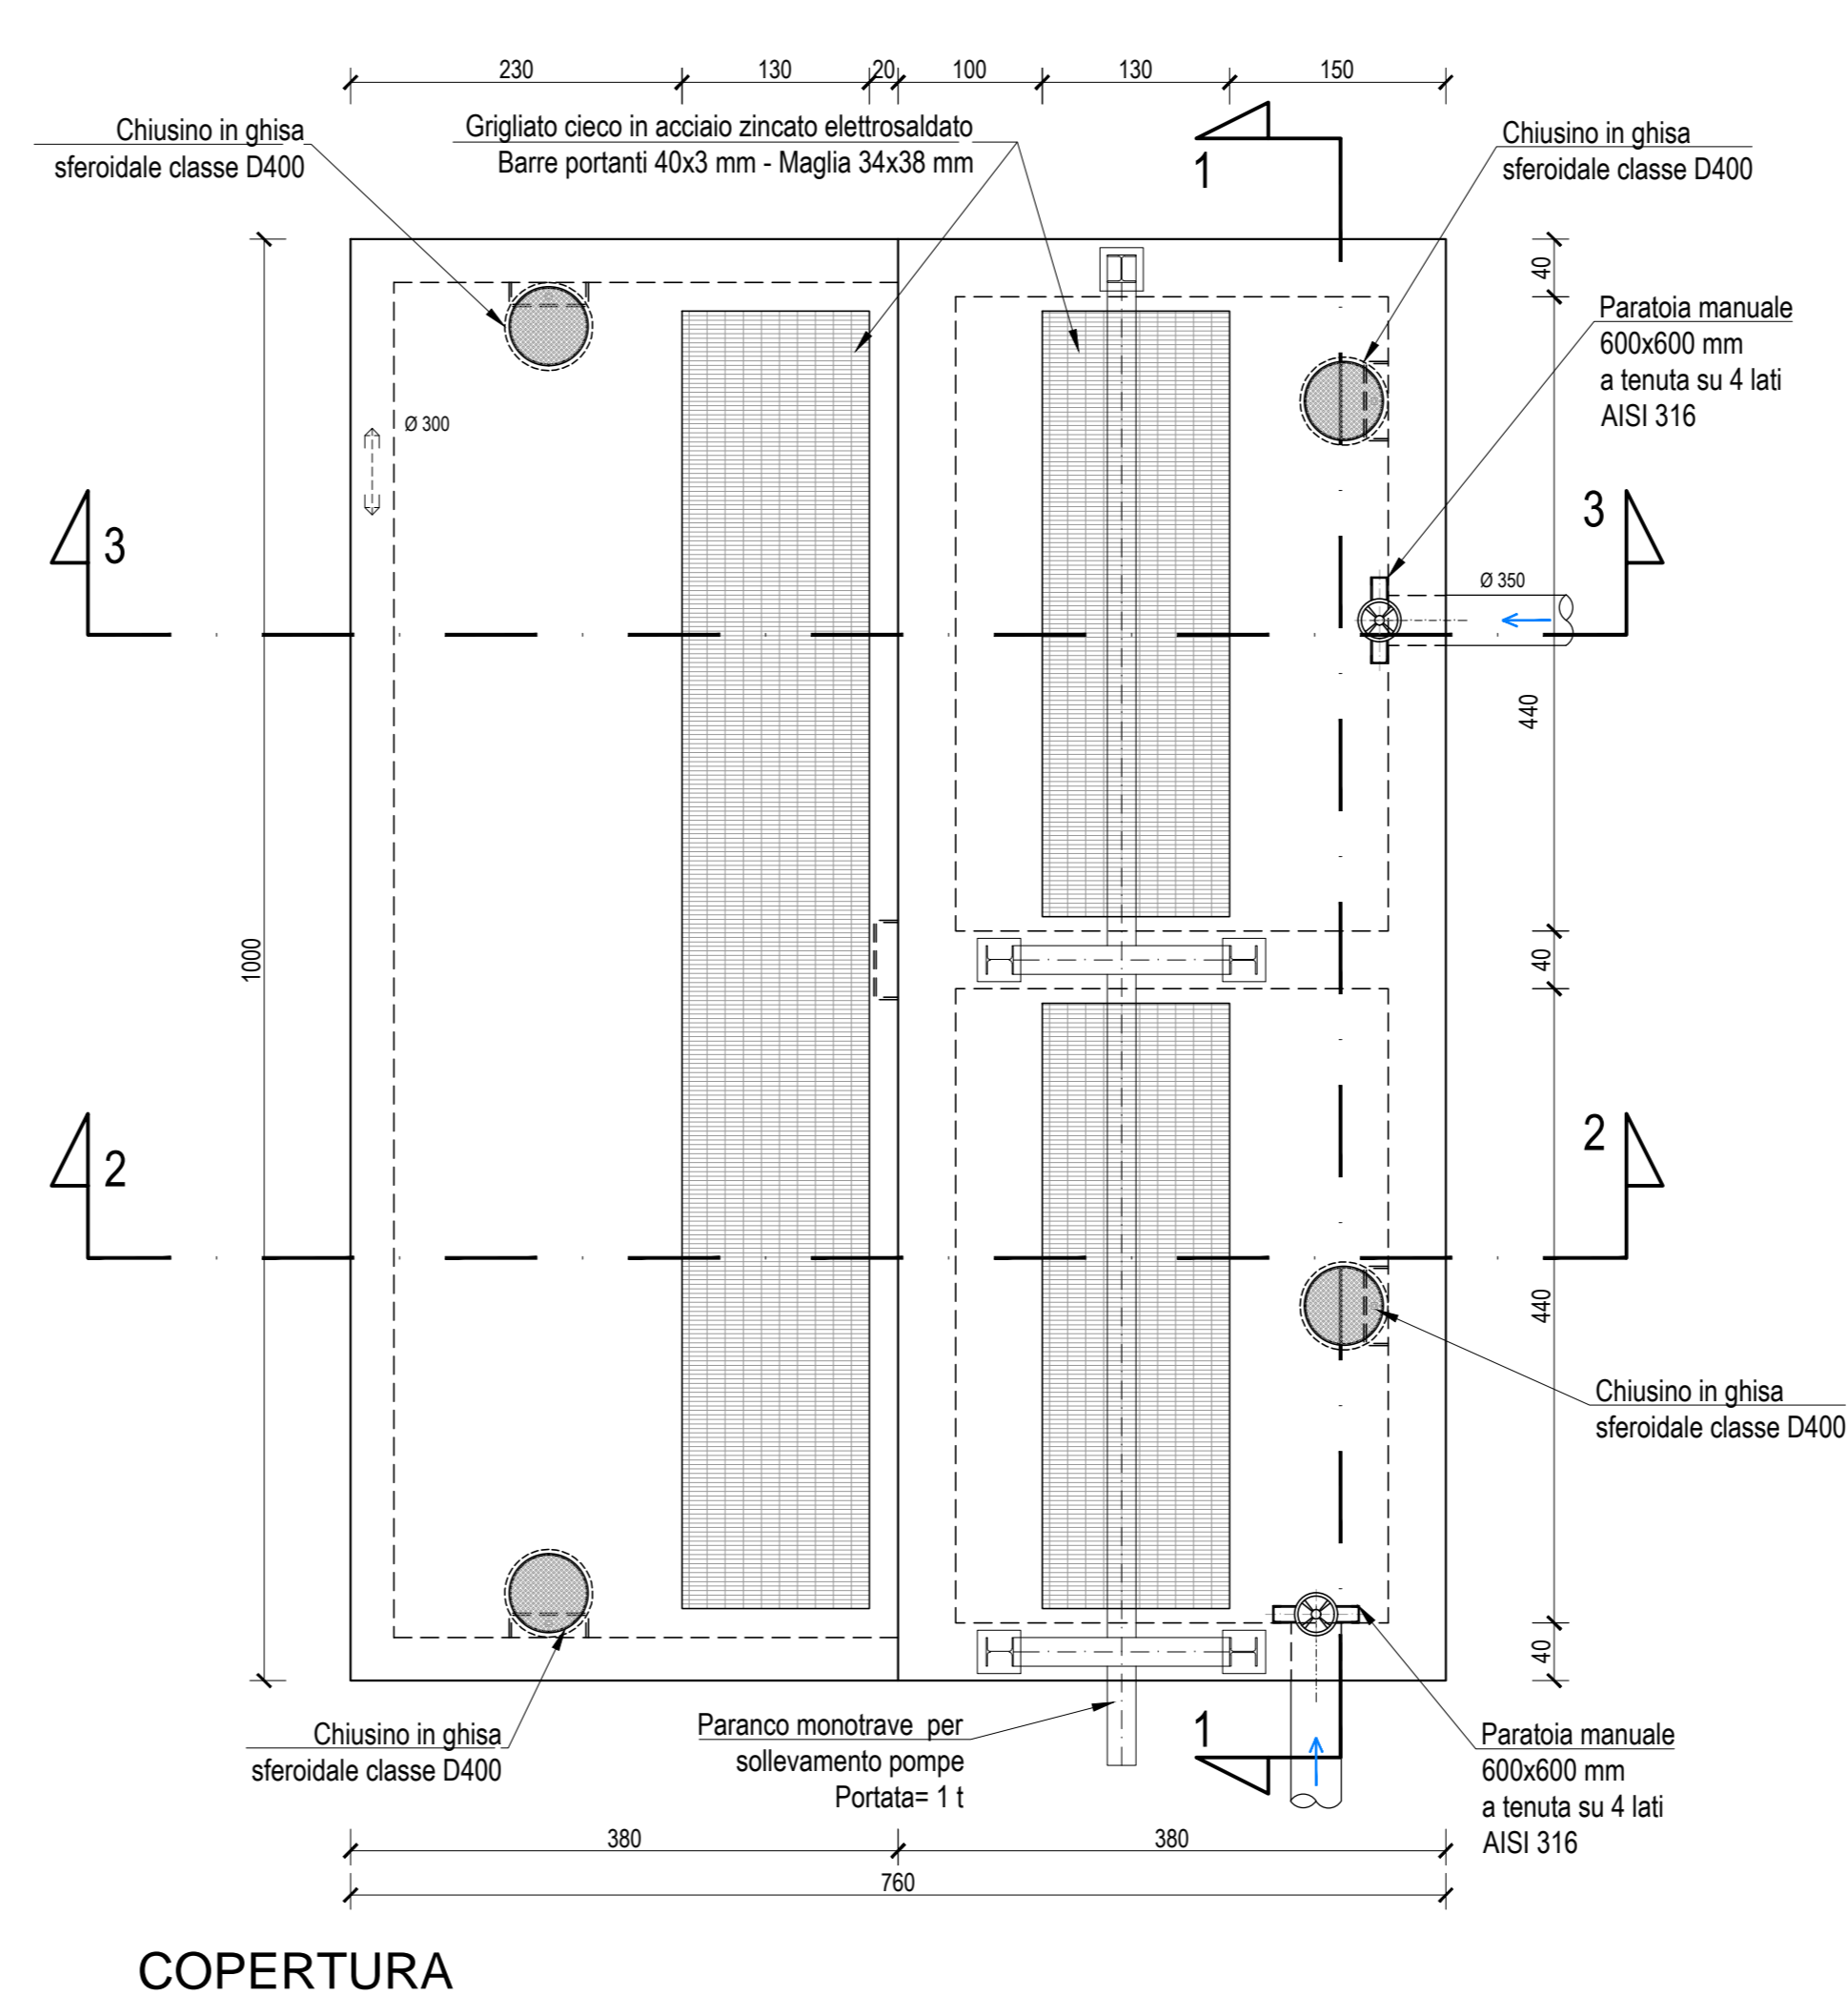 230
130
20
100
130
150
Chiusino in ghisa
sferoidale classe D400
Grigliato cieco in acciaio zincato elettrosaldato
Barre portanti 40x3 mm - Maglia 34x38 mm
1
Chiusino in ghisa
sferoidale classe D400
40
Paratoia manuale
600x600 mm
a tenuta su 4 lati
AISI 316
Ø 300
3
3
Ø 350
440
1000
40
2
2
440
Chiusino in ghisa
sferoidale classe D400
40
Chiusino in ghisa
sferoidale classe D400
Paranco monotrave per
sollevamento pompe
Portata= 1 t
1
Paratoia manuale
600x600 mm
a tenuta su 4 lati
AISI 316
380
380
760
COPERTURA